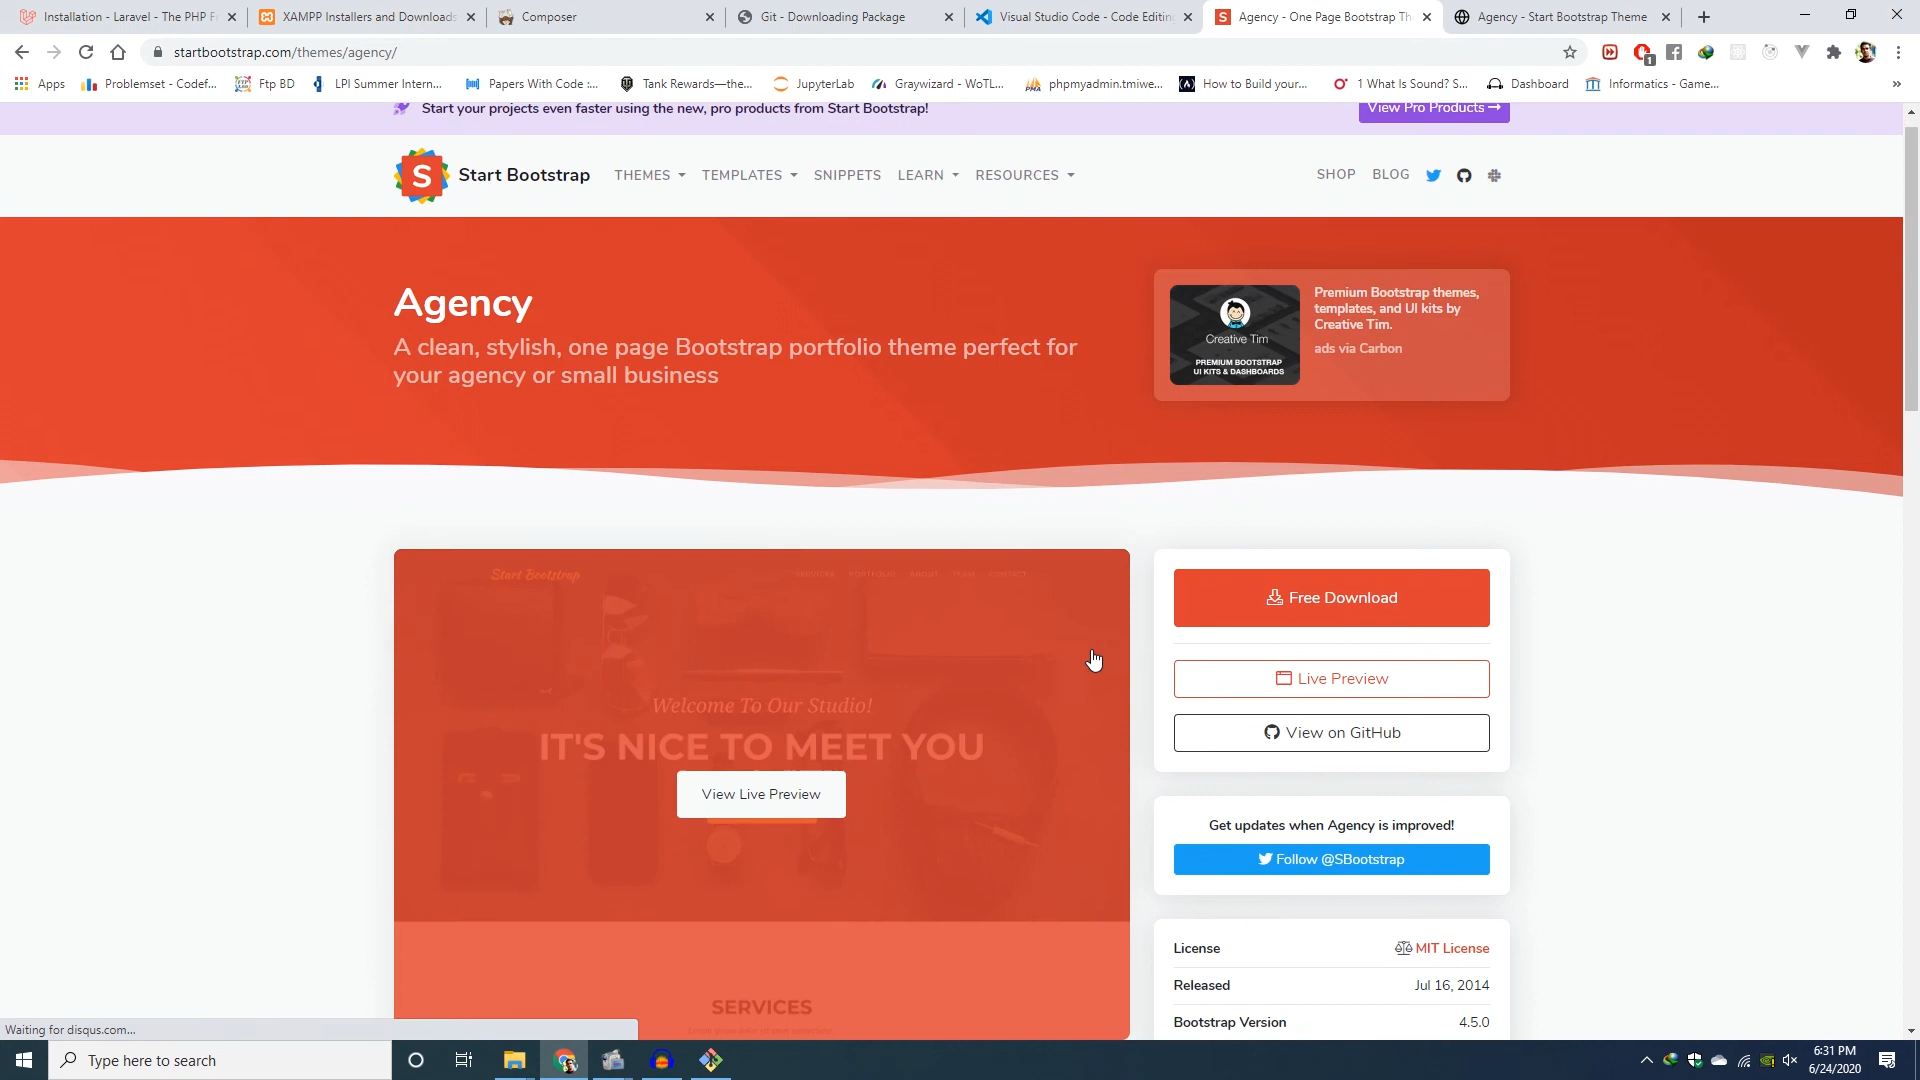 Installation - Laravel - The PHP F
XAMPP Installers and Downloads
Composer
Git - Downloading Package
Visual Studio Code - Code Editin
Agency - One Page Bootstrap Th
Agency - Start Bootstrap Theme
startbootstrap.com/themes/agency/
1
Apps
Problemset - Codef...
Ftp BD
LPI Summer Intern...
Papers With Code :...
Tank Rewards—the...
JupyterLab
Graywizard - WoTL...
phpmyadmin.tmiwe...
How to Build your...
1 What Is Sound? S...
Dashboard
Informatics - Game...
Start your projects even faster using the new, pro products from Start Bootstrap!
View Pro Products →
S Start Bootstrap
THEMES
TEMPLATES
SNIPPETS
LEARN
RESOURCES
SHOP
BLOG
Agency
A clean, stylish, one page Bootstrap portfolio theme perfect for
your agency or small business
Creative Tim
PREMIUM BOOTSTRAP
UI KITS & DASHBOARDS
Premium Bootstrap themes,
templates, and UI kits by
Creative Tim.
ads via Carbon
Start Bootstrap
SERVICES PORTFOLIO ABOUT TEAM CONTACT
Welcome To Our Studio!
IT'S NICE TO MEET YOU
View Live Preview
SERVICES
Free Download
Live Preview
View on GitHub
Get updates when Agency is improved!
Follow @SBootstrap
License
MIT License
Released
Jul 16, 2014
Bootstrap Version
4.5.0
Waiting for disqus.com...
Type here to search
6:31 PM
6/24/2020